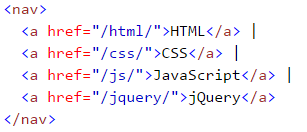 <nav>
<a href="/html/">HTML</a> |
<a href="/css/">CSS</a> |
<a href="/js/">JavaScript</a> |
<a href="/jquery/">jQuery</a>
</nav>